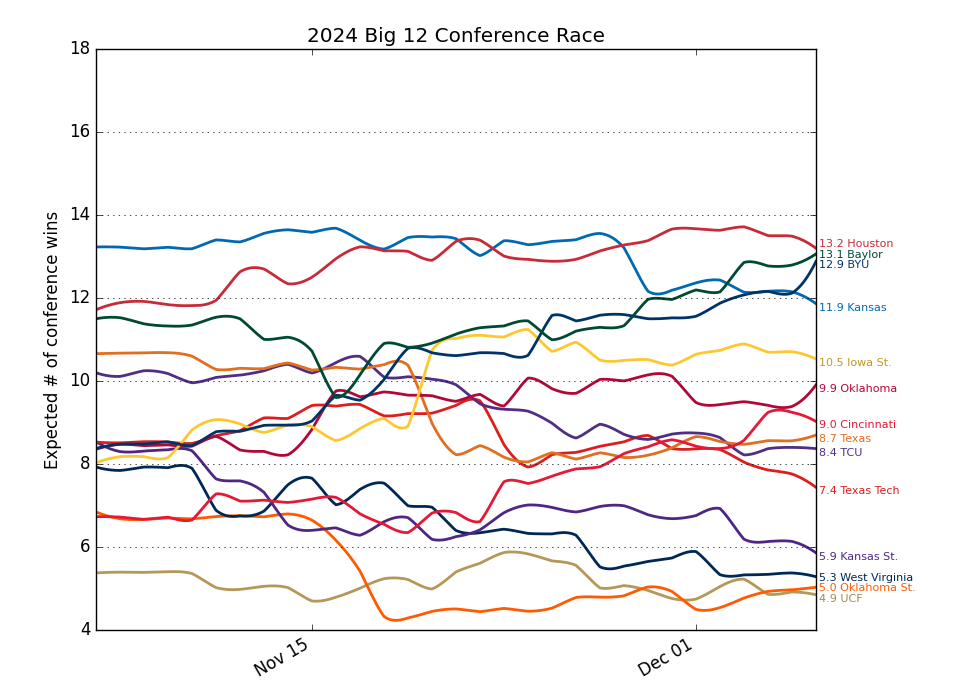 2024 Big 12 Conference Race
Expected # of conference wins
18
16
14
12
10
8
6
4
Nov 15
Dec 01
13.2 Houston
13.1 Baylor
12.9 BYU
11.9 Kansas
10.5 Iowa St.
9.9 Oklahoma
9.0 Cincinnati
8.7 Texas
8.4 TCU
7.4 Texas Tech
5.9 Kansas St.
5.3 West Virginia
5.0 Oklahoma St.
4.9 UCF